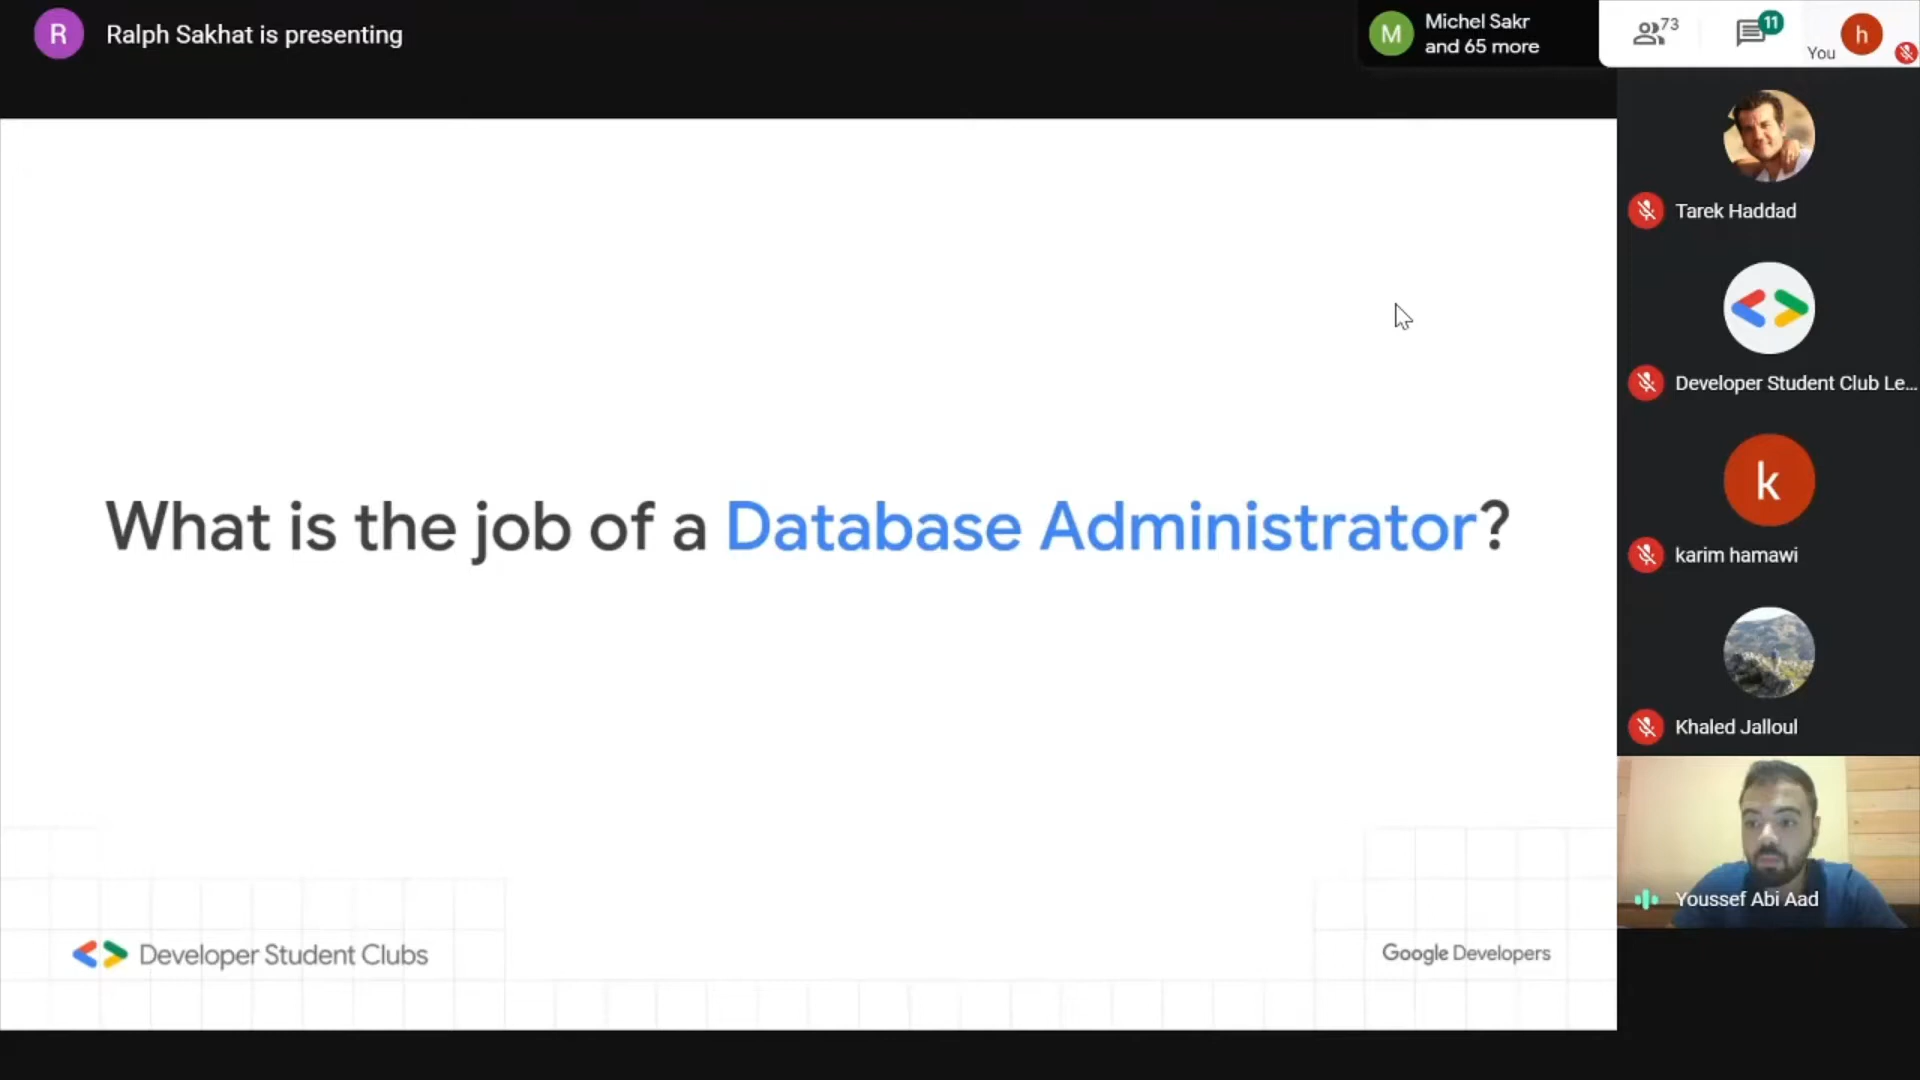 R
Ralph Sakhat is presenting
M
Michel Sakr
and 65 more
73
11
You
h
Tarek Haddad
Developer Student Club Le...
k
karim hamawi
Khaled Jalloul
Youssef Abi Aad
What is the job of a Database Administrator?
Developer Student Clubs
Google Developers